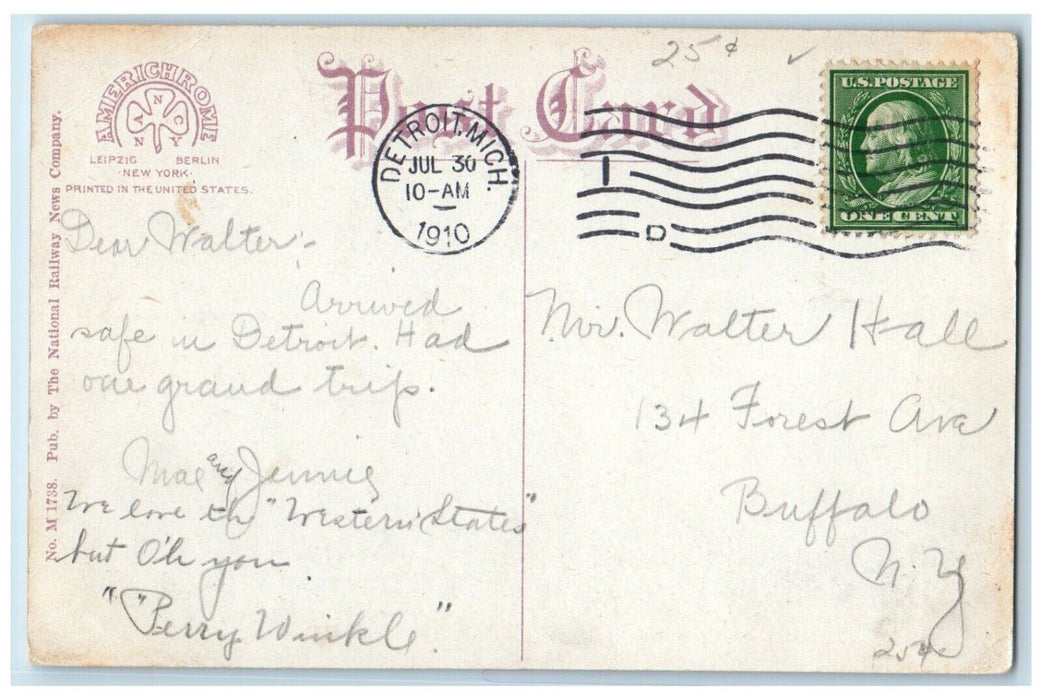 25¢ ✓
AMERICHROME
N
A C
N Y
LEIPZIG BERLIN
NEW YORK
PRINTED IN THE UNITED STATES.
No. M 1738. Pub. by The National Railway News Company.
Post Card
DETROIT, MICH.
JUL 30
10-AM
1910
D
U.S. POSTAGE
ONE CENT
Dear Walter:-
Arrived
safe in Detroit. Had
one grand trip.
Mae and Jennie
We love the "Western States"
but Oh you
" "Perry Winkle"
Mr. Walter Hall
134 Forest Ave
Buffalo
N.Y
25¢